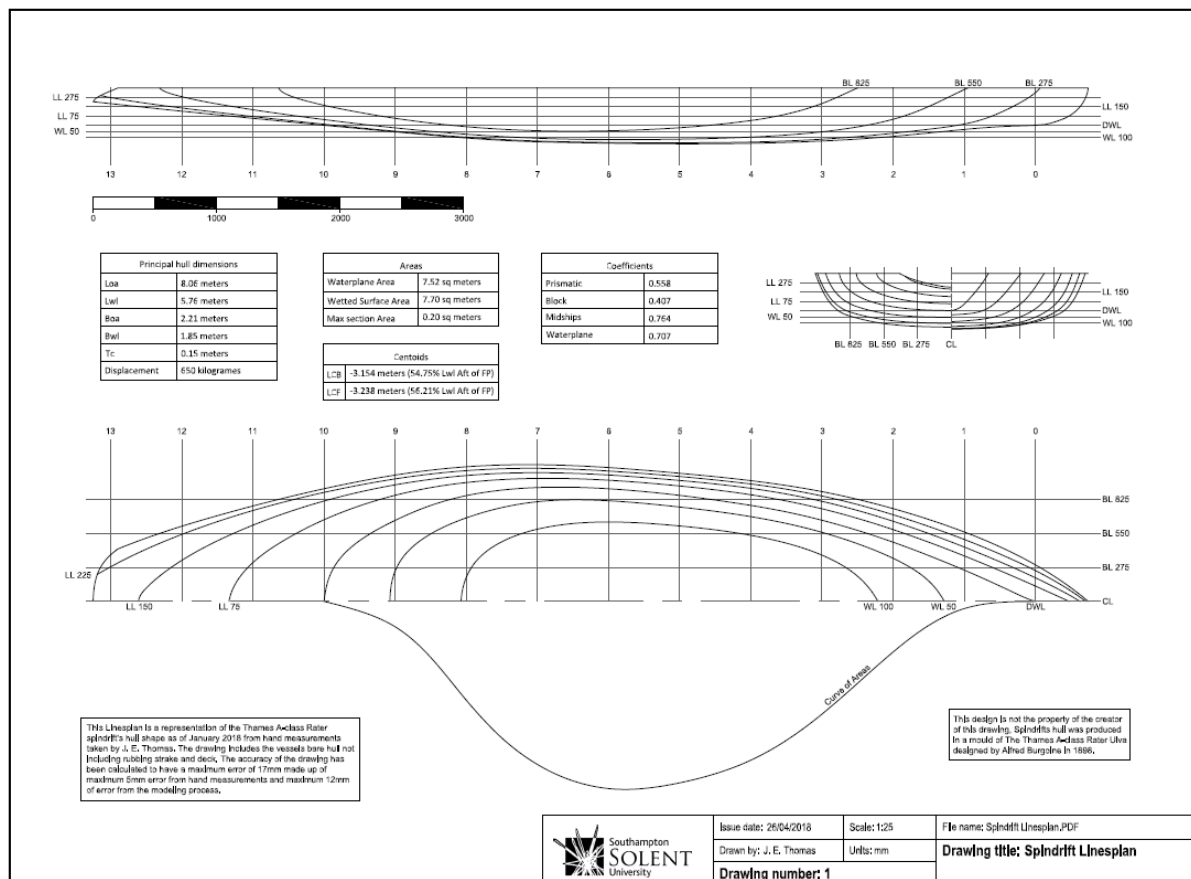 BL 825 BL 550 BL 275
LL 275
LL 150
LL 75
DWL
WL 50
WL 100
13 12 11 10 9 8 7 6 5 4 3 2 1 0
0 1000 2000 3000
Principal hull dimensions
Loa 8.06 meters
Lwl 5.76 meters
Boa 2.21 meters
Bwl 1.85 meters
Tc 0.15 meters
Displacement 650 kilogrames
Areas
Waterplane Area 7.52 sq meters
Wetted Surface Area 7.70 sq meters
Max section Area 0.20 sq meters
Centoids
LCB -3.154 meters (54.75% Lwl Aft of FP)
LCF -3.238 meters (56.21% Lwl Aft of FP)
Coefficients
Prismatic 0.558
Block 0.407
Midships 0.764
Waterplane 0.707
LL 275
LL 150
LL 75
DWL
WL 50
WL 100
BL 825 BL 550 BL 275 CL
13 12 11 10 9 8 7 6 5 4 3 2 1 0
BL 825
BL 550
BL 275
LL 225
CL
LL 150 LL 75 WL 100 WL 50 DWL
Curve of Areas
This Linesplan is a representation of the Thames A-class Rater
spindrift's hull shape as of January 2018 from hand measurements
taken by J. E. Thomas. The drawing includes the vessels bare hull not
including rubbing strake and deck. The accuracy of the drawing has
been calculated to have a maximum error of 17mm made up of
maximum 5mm error from hand measurements and maximum 12mm
of error from the modeling process.
This design is not the property of the creator
of this drawing. Spindrifts hull was produced
in a mould of The Thames A-class Rater Ulva
designed by Alfred Burgoine in 1898.
Southampton
SOLENT
University
Issue date: 26/04/2018
Scale: 1:25
File name: Spindrift Linesplan.PDF
Drawn by: J. E. Thomas
Units: mm
Drawing title: Spindrift Linesplan
Drawing number: 1